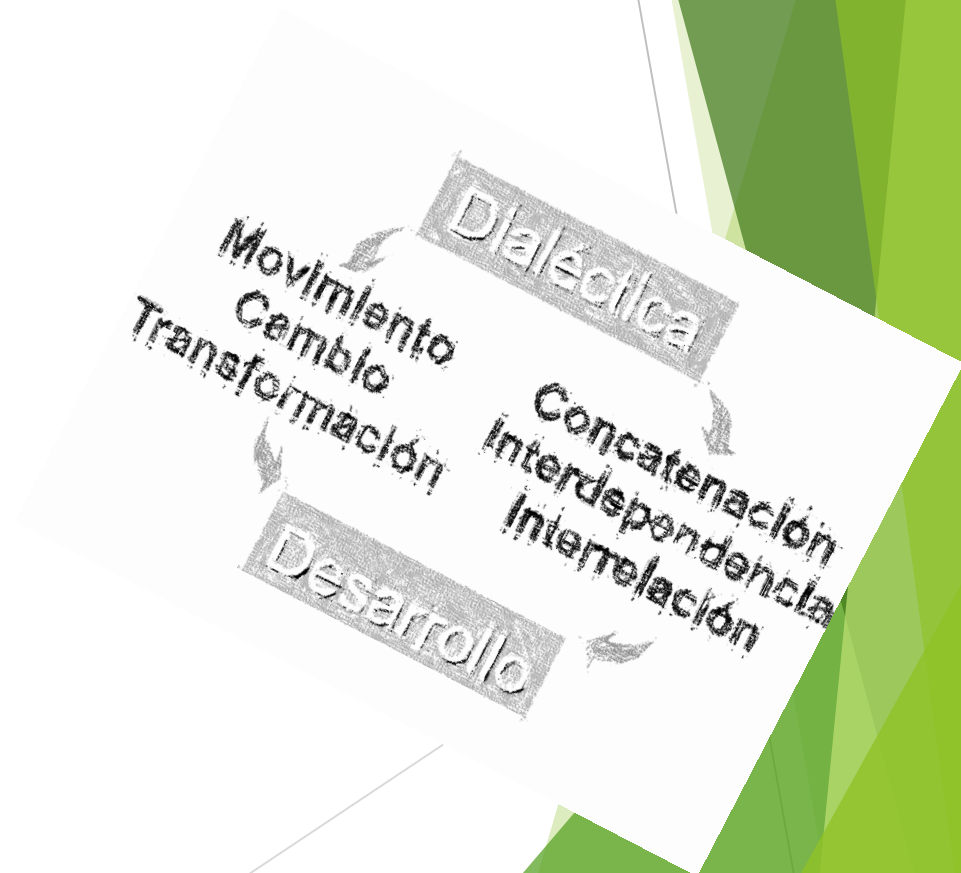 Dialéctica
Movimiento
Cambio
Transformación
Concatenación
Interdependencia
Interrelación
Desarrollo